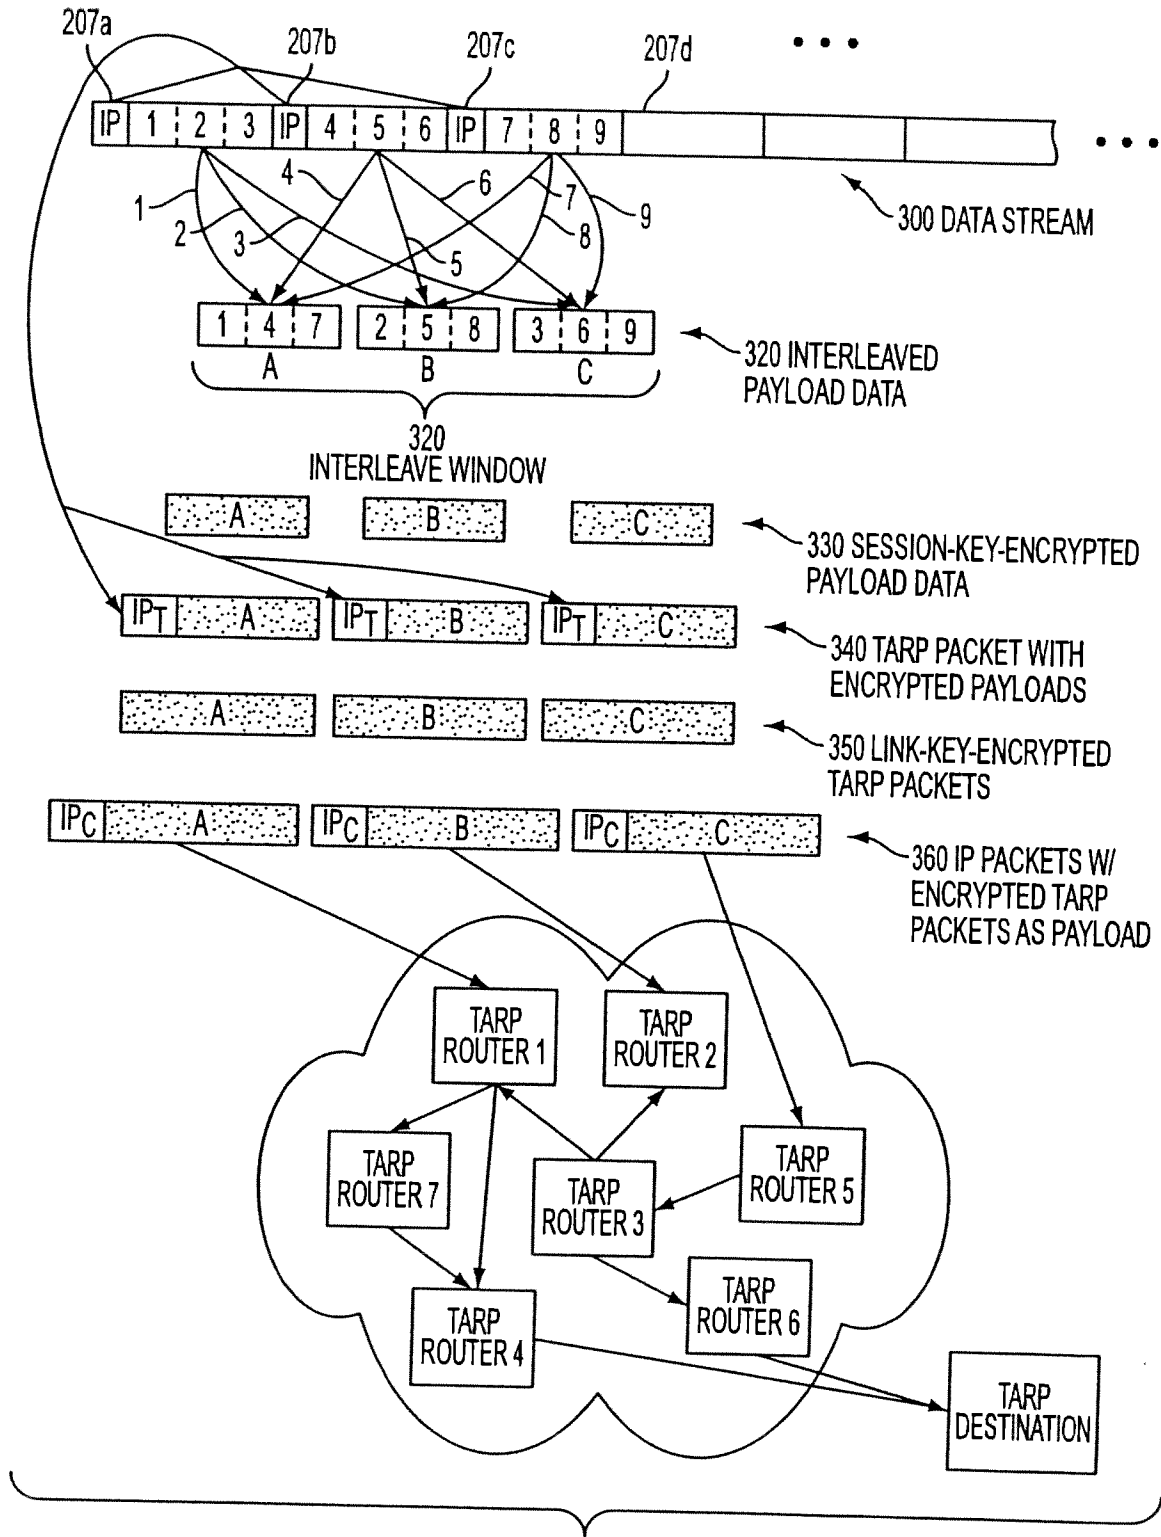 207a
207b
207c
207d
IP 1 2 3 IP 4 5 6 IP 7 8 9
1
2
3
4
5
6
7
8
9
300 DATA STREAM
1 4 7
2 5 8
3 6 9
A
B
C
320 INTERLEAVED
PAYLOAD DATA
320
INTERLEAVE WINDOW
A
B
C
330 SESSION-KEY-ENCRYPTED
PAYLOAD DATA
IPT A
IPT B
IPT C
340 TARP PACKET WITH
ENCRYPTED PAYLOADS
A
B
C
350 LINK-KEY-ENCRYPTED
TARP PACKETS
IPC A
IPC B
IPC C
360 IP PACKETS W/
ENCRYPTED TARP
PACKETS AS PAYLOAD
TARP
ROUTER 1
TARP
ROUTER 2
TARP
ROUTER 7
TARP
ROUTER 3
TARP
ROUTER 5
TARP
ROUTER 4
TARP
ROUTER 6
TARP
DESTINATION